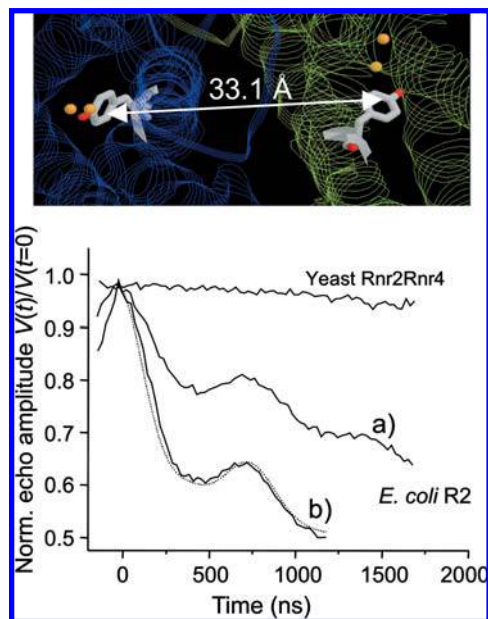 33.1 Å
Norm. echo amplitude V(t)/V(t=0)
1.0
0.9
0.8
0.7
0.6
0.5
Yeast Rnr2Rnr4
a)
E. coli R2
b)
0
500
1000
1500
2000
Time (ns)